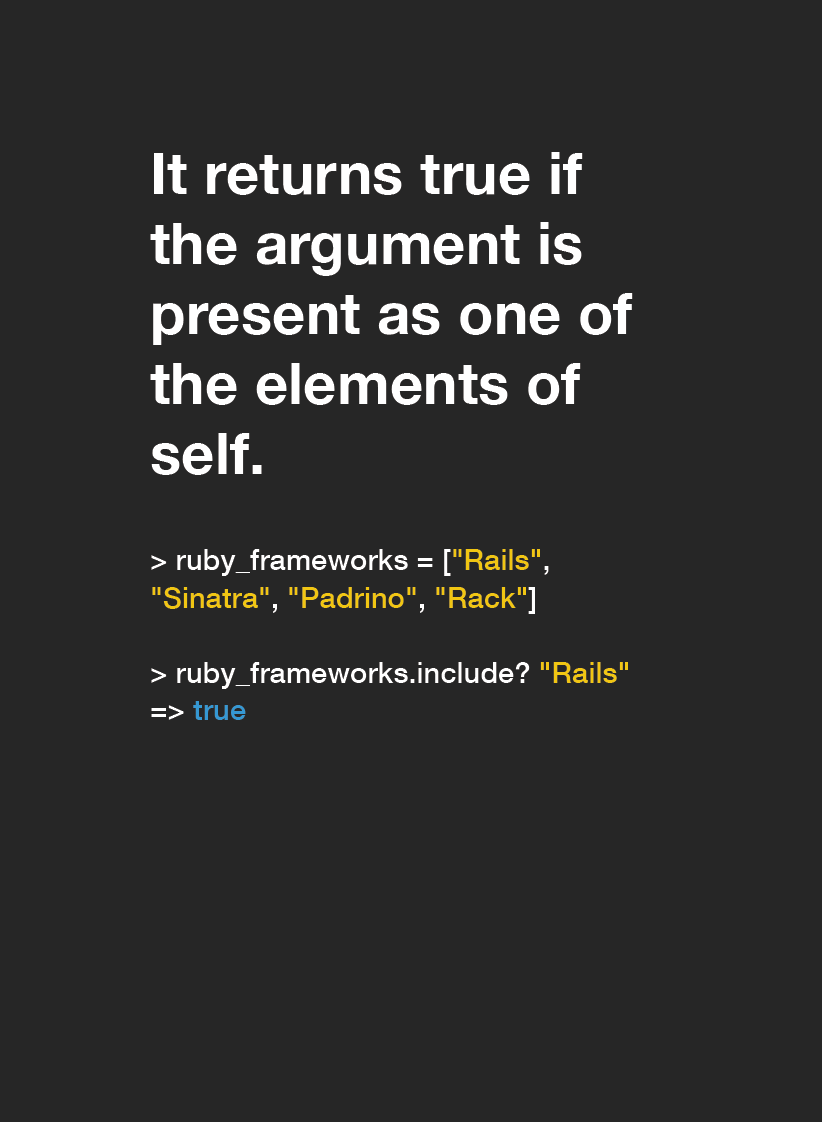 It returns true if
the argument is
present as one of
the elements of
self.
> ruby_frameworks = ["Rails",
"Sinatra", "Padrino", "Rack"]
> ruby_frameworks.include? "Rails"
=> true